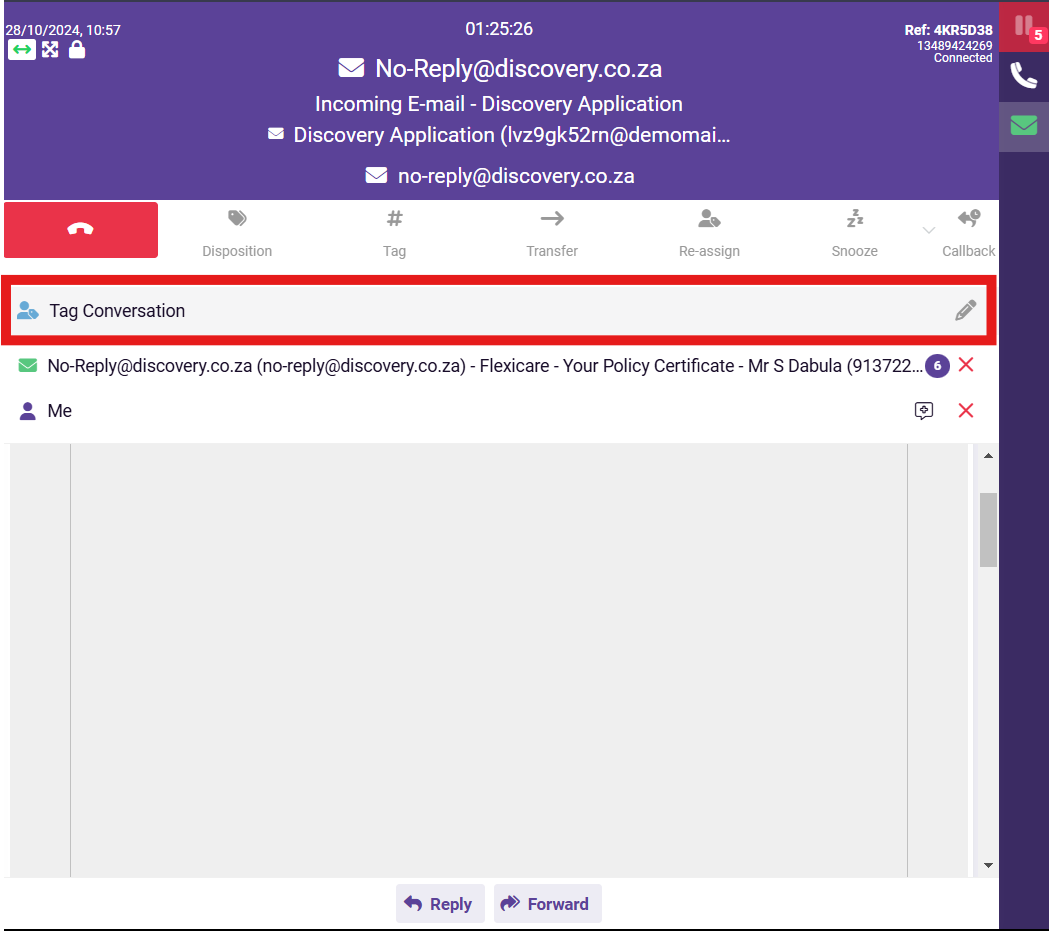 28/10/2024, 10:57
01:25:26
Ref: 4KR5D38
13489424269
Connected
5
No-Reply@discovery.co.za
Incoming E-mail - Discovery Application
Discovery Application (lvz9gk52rn@demomai...
no-reply@discovery.co.za
Disposition
Tag
Transfer
Re-assign
Snooze
Callback
Tag Conversation
No-Reply@discovery.co.za (no-reply@discovery.co.za) - Flexicare - Your Policy Certificate - Mr S Dabula (913722... 6
Me
Reply
Forward